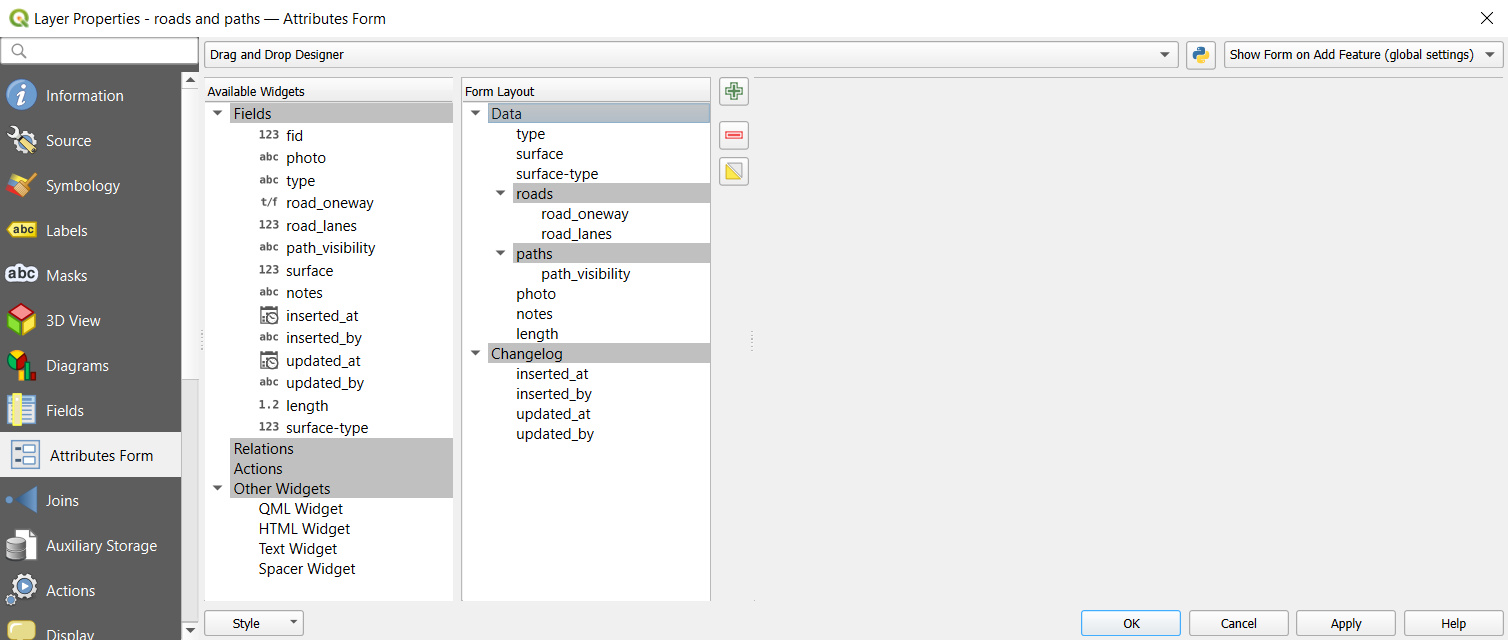 Layer Properties - roads and paths — Attributes Form
Information
Source
Symbology
abc Labels
abc Masks
3D View
Diagrams
Fields
Attributes Form
Joins
Auxiliary Storage
Actions
Display
Drag and Drop Designer
Show Form on Add Feature (global settings)
Available Widgets
Fields
123 fid
abc photo
abc type
t/f road_oneway
123 road_lanes
abc path_visibility
123 surface
abc notes
inserted_at
abc inserted_by
updated_at
abc updated_by
1.2 length
123 surface-type
Relations
Actions
Other Widgets
QML Widget
HTML Widget
Text Widget
Spacer Widget
Form Layout
Data
type
surface
surface-type
roads
road_oneway
road_lanes
paths
path_visibility
photo
notes
length
Changelog
inserted_at
inserted_by
updated_at
updated_by
Style
OK
Cancel
Apply
Help